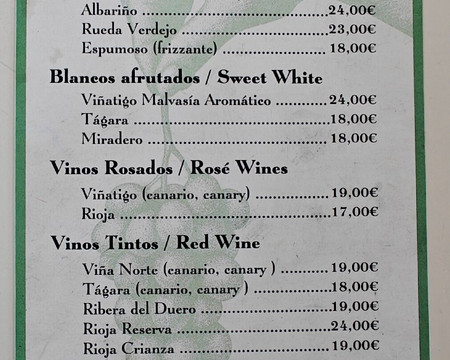 Albariño ...............................24,00€
Rueda Verdejo ........................23,00€
Espumoso (frizzante) ................ 18,00€
Blancos afrutados / Sweet White
Viñatigo Malvasía Aromático ............24,00€
Tágara ..................................18,00€
Miradero ................................18,00€
Vinos Rosados / Rosé Wines
Viñatigo (canario, canary) ............... 19,00€
Rioja ...................................17,00€
Vinos Tintos / Red Wine
Viña Norte (canario, canary ) ........... 19,00€
Tágara (canario, canary ) ................18,00€
Ribera del Duero .......................19,00€
Rioja Reserva ..........................24,00€
Rioja Crianza .......................... 19,00€